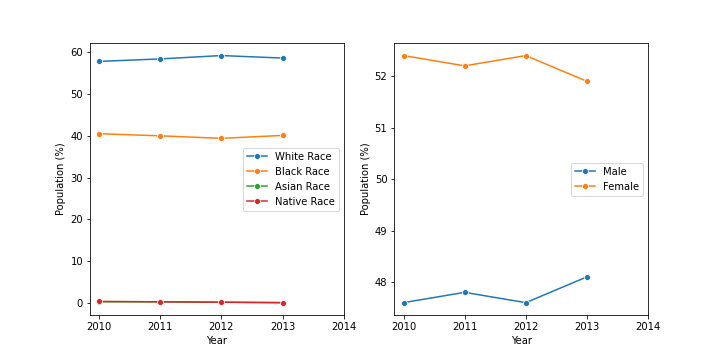 60
50
40
30
20
10
0
Population (%)
2010 2011 2012 2013 2014
Year
White Race
Black Race
Asian Race
Native Race
52
51
50
49
48
Population (%)
2010 2011 2012 2013 2014
Year
Male
Female